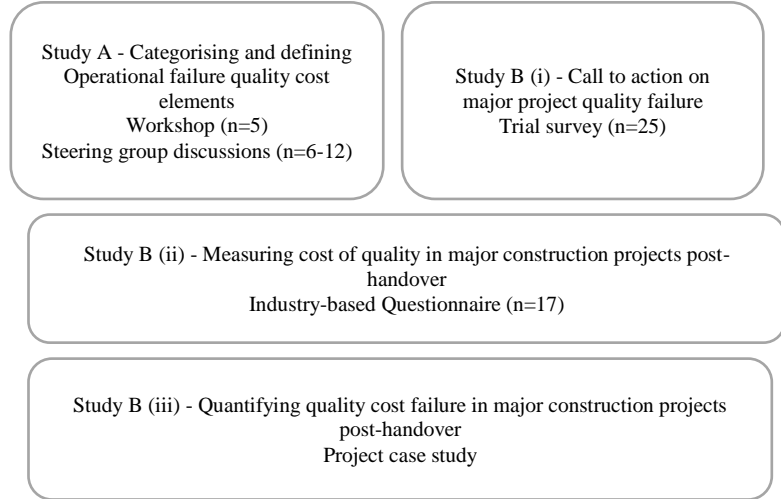 Study A - Categorising and defining
Operational failure quality cost
elements
Workshop (n=5)
Steering group discussions (n=6-12)
Study B (i) - Call to action on
major project quality failure
Trial survey (n=25)
Study B (ii) - Measuring cost of quality in major construction projects post-
handover
Industry-based Questionnaire (n=17)
Study B (iii) - Quantifying quality cost failure in major construction projects
post-handover
Project case study